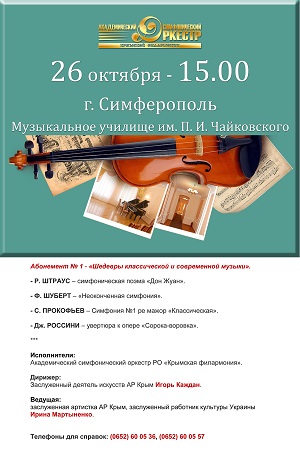 АКАДЕМИЧЕСКИЙ СИМФОНИЧЕСКИЙ
ОРКЕСТР
КРЫМСКОЙ ФИЛАРМОНИИ
26 октября - 15.00
г. Симферополь
Музыкальное училище им. П. И. Чайковского
Абонемент № 1 - «Шедевры классической и современной музыки».
- Р. ШТРАУС – симфоническая поэма «Дон Жуан».
- Ф. ШУБЕРТ – «Неоконченная симфония».
- С. ПРОКОФЬЕВ – Симфония №1 ре мажор «Классическая».
- Дж. РОССИНИ – увертюра к опере «Сорока-воровка».
***
Исполнители:
Академический симфонический оркестр РО «Крымская филармония».
Дирижер:
Заслуженный деятель искусств АР Крым Игорь Каждан.
Ведущая:
заслуженная артистка АР Крым, заслуженный работник культуры Украины
Ирина Мартыненко.
Телефоны для справок: (0652) 60 05 36, (0652) 60 05 57